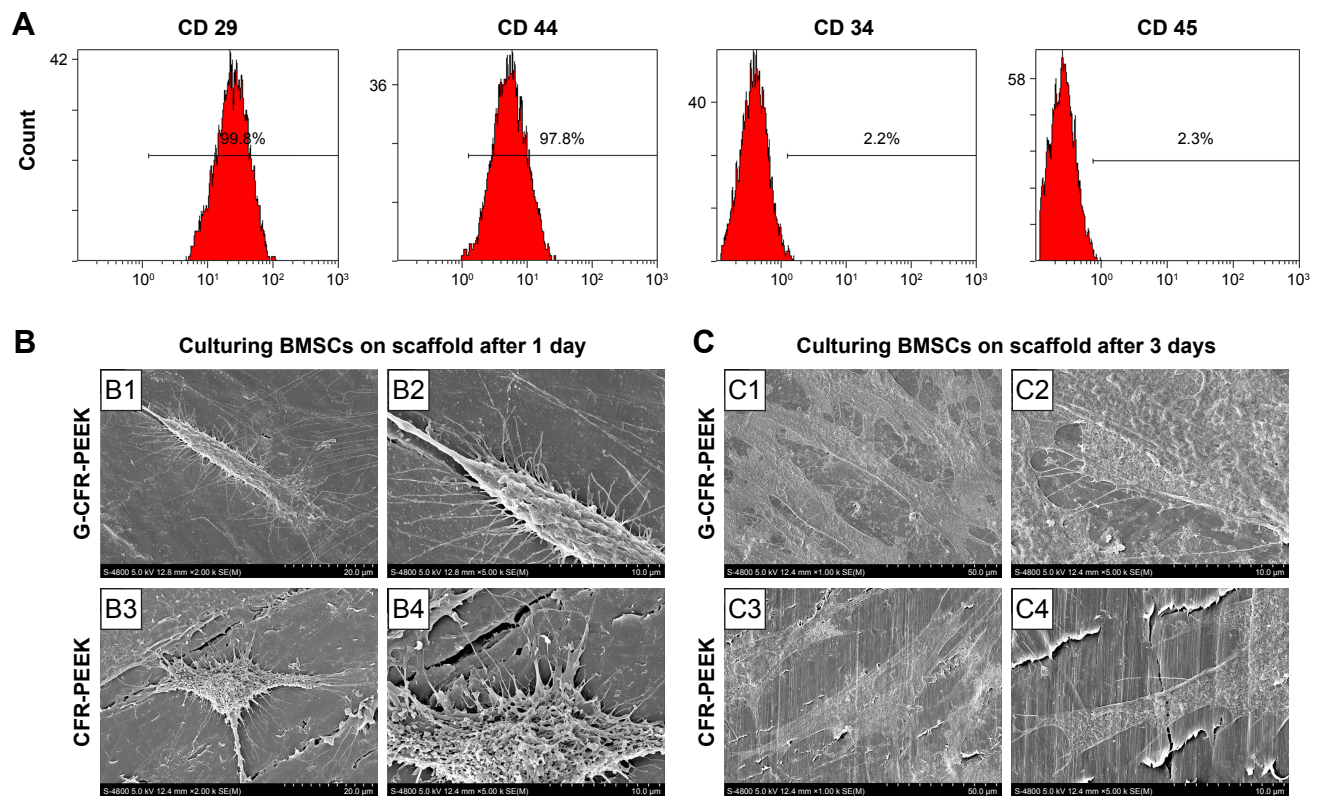 A
CD 29
CD 44
CD 34
CD 45
Count
42
99.8%
10⁰ 10¹ 10² 10³
36
97.8%
10⁰ 10¹ 10² 10³
40
2.2%
10⁰ 10¹ 10² 10³
58
2.3%
10⁰ 10¹ 10² 10³
B
Culturing BMSCs on scaffold after 1 day
G-CFR-PEEK
B1
S-4800 5.0 kV 12.8 mm ×2.00 k SE(M) 20.0 µm
B2
S-4800 5.0 kV 12.8 mm ×5.00 k SE(M) 10.0 µm
CFR-PEEK
B3
S-4800 5.0 kV 12.4 mm ×2.00 k SE(M) 20.0 µm
B4
S-4800 5.0 kV 12.4 mm ×5.00 k SE(M) 10.0 µm
C
Culturing BMSCs on scaffold after 3 days
G-CFR-PEEK
C1
S-4800 5.0 kV 12.4 mm ×1.00 k SE(M) 50.0 µm
C2
S-4800 5.0 kV 12.4 mm ×5.00 k SE(M) 10.0 µm
CFR-PEEK
C3
S-4800 5.0 kV 12.4 mm ×1.00 k SE(M) 50.0 µm
C4
S-4800 5.0 kV 12.4 mm ×5.00 k SE(M) 10.0 µm